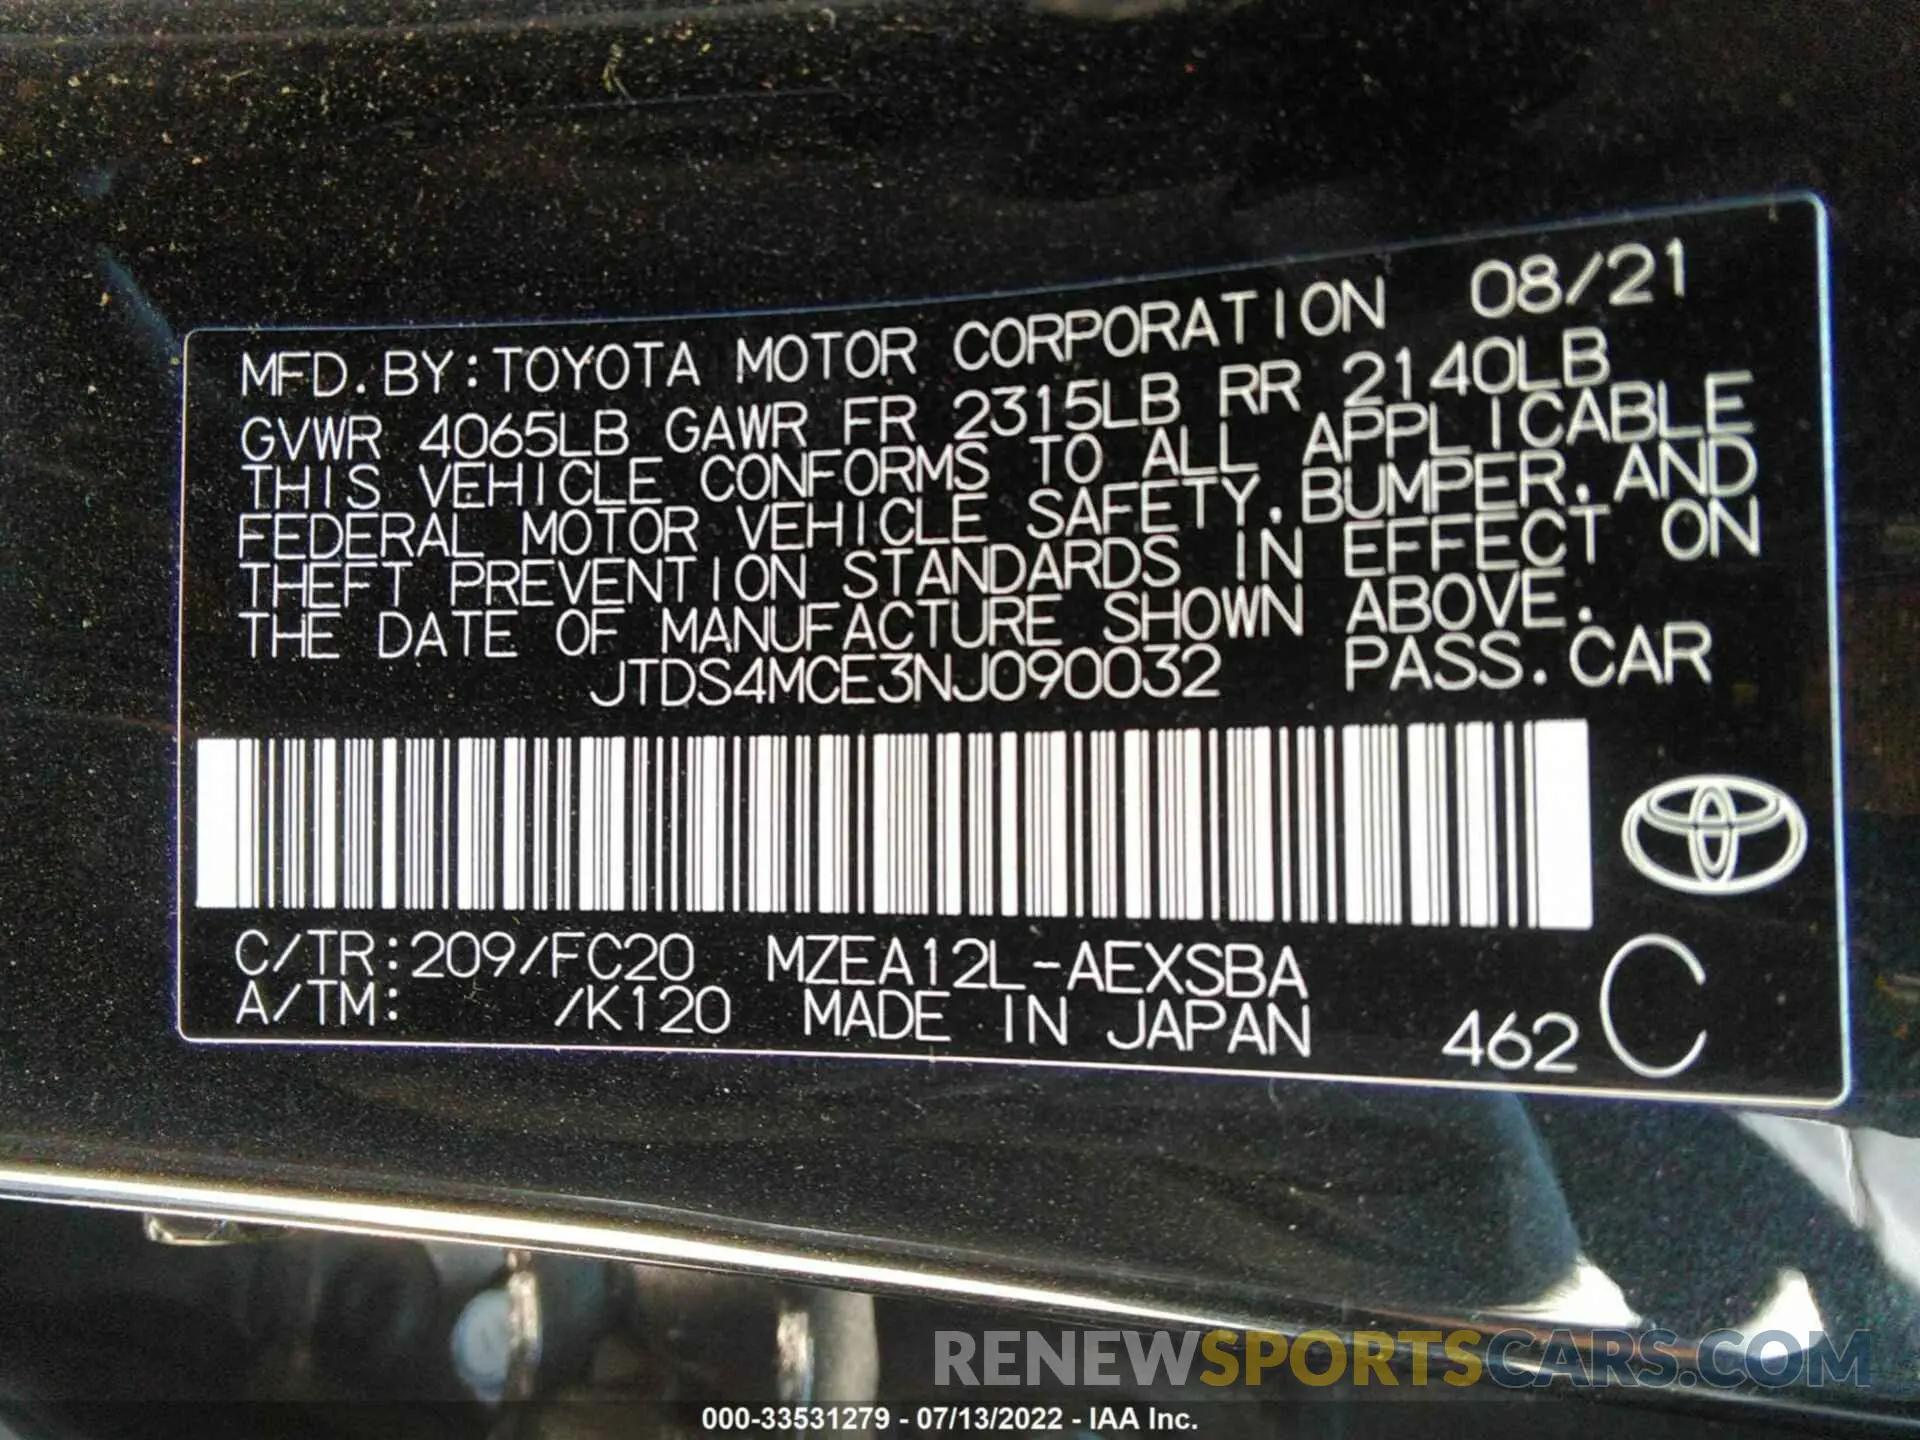 MFD. BY: TOYOTA MOTOR CORPORATION 08/21
GVWR 4065LB GAWR FR 2315LB RR 2140LB
THIS VEHICLE CONFORMS TO ALL APPLICABLE
FEDERAL MOTOR VEHICLE SAFETY, BUMPER, AND
THEFT PREVENTION STANDARDS IN EFFECT ON
THE DATE OF MANUFACTURE SHOWN ABOVE.
JTDS4MCE3NJ090032 PASS. CAR
C/TR: 209/FC20 MZEA12L-AEXSBA
A/TM: /K120 MADE IN JAPAN 462 C
RENEWSPORTSCARS.COM
000-33531279 - 07/13/2022 - IAA Inc.